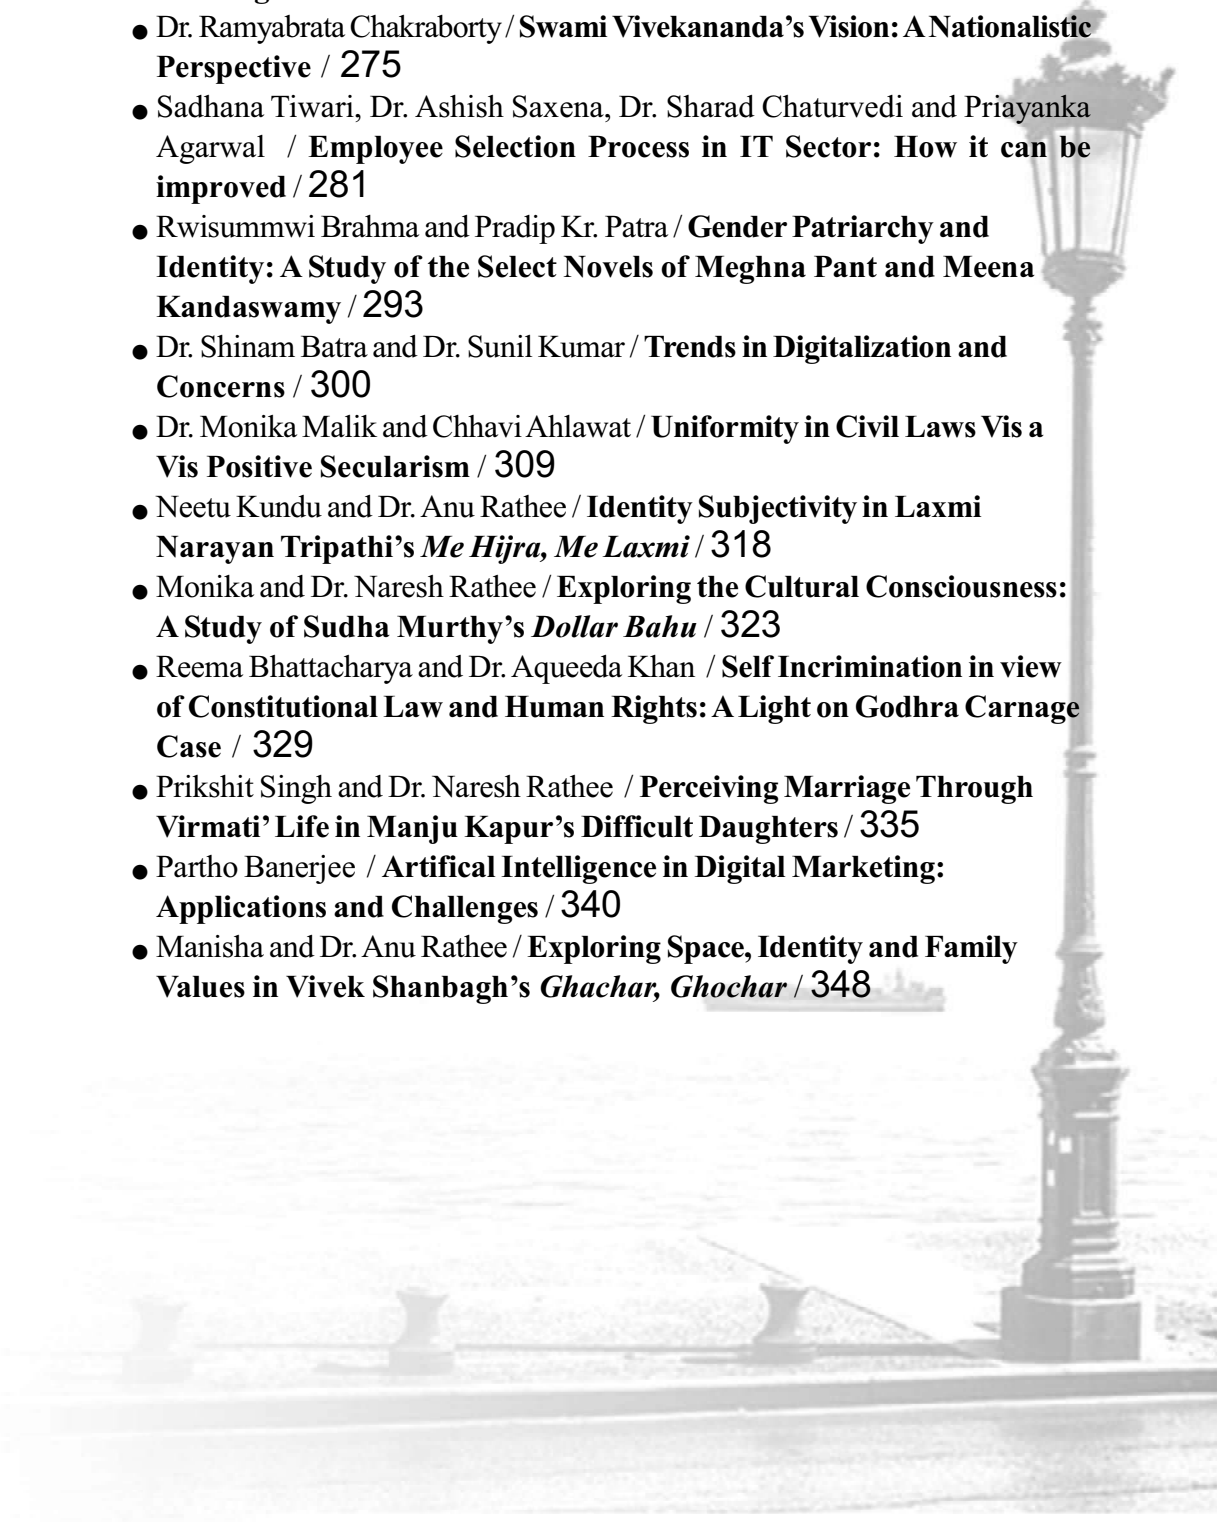 ● Dr. Ramyabrata Chakraborty / Swami Vivekananda’s Vision: A Nationalistic
Perspective / 275
● Sadhana Tiwari, Dr. Ashish Saxena, Dr. Sharad Chaturvedi and Priayanka
Agarwal / Employee Selection Process in IT Sector: How it can be
improved / 281
● Rwisummwi Brahma and Pradip Kr. Patra / Gender Patriarchy and
Identity: A Study of the Select Novels of Meghna Pant and Meena
Kandaswamy / 293
● Dr. Shinam Batra and Dr. Sunil Kumar / Trends in Digitalization and
Concerns / 300
● Dr. Monika Malik and Chhavi Ahlawat / Uniformity in Civil Laws Vis a
Vis Positive Secularism / 309
● Neetu Kundu and Dr. Anu Rathee / Identity Subjectivity in Laxmi
Narayan Tripathi’s Me Hijra, Me Laxmi / 318
● Monika and Dr. Naresh Rathee / Exploring the Cultural Consciousness:
A Study of Sudha Murthy’s Dollar Bahu / 323
● Reema Bhattacharya and Dr. Aqueeda Khan / Self Incrimination in view
of Constitutional Law and Human Rights: A Light on Godhra Carnage
Case / 329
● Prikshit Singh and Dr. Naresh Rathee / Perceiving Marriage Through
Virmati’ Life in Manju Kapur’s Difficult Daughters / 335
● Partho Banerjee / Artifical Intelligence in Digital Marketing:
Applications and Challenges / 340
● Manisha and Dr. Anu Rathee / Exploring Space, Identity and Family
Values in Vivek Shanbagh’s Ghachar, Ghochar / 348